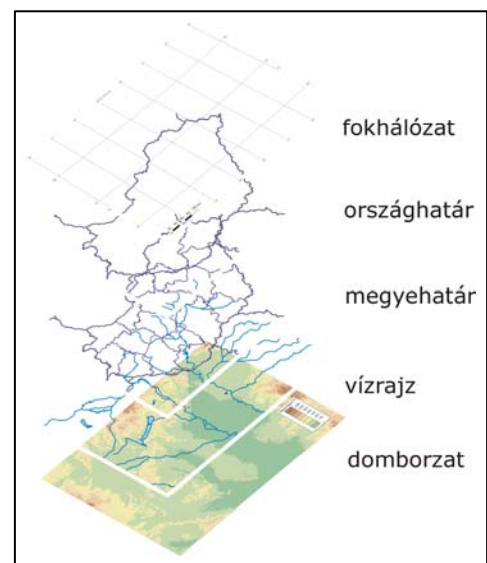 fokhálózat
országhatár
megyehatár
vízrajz
domborzat